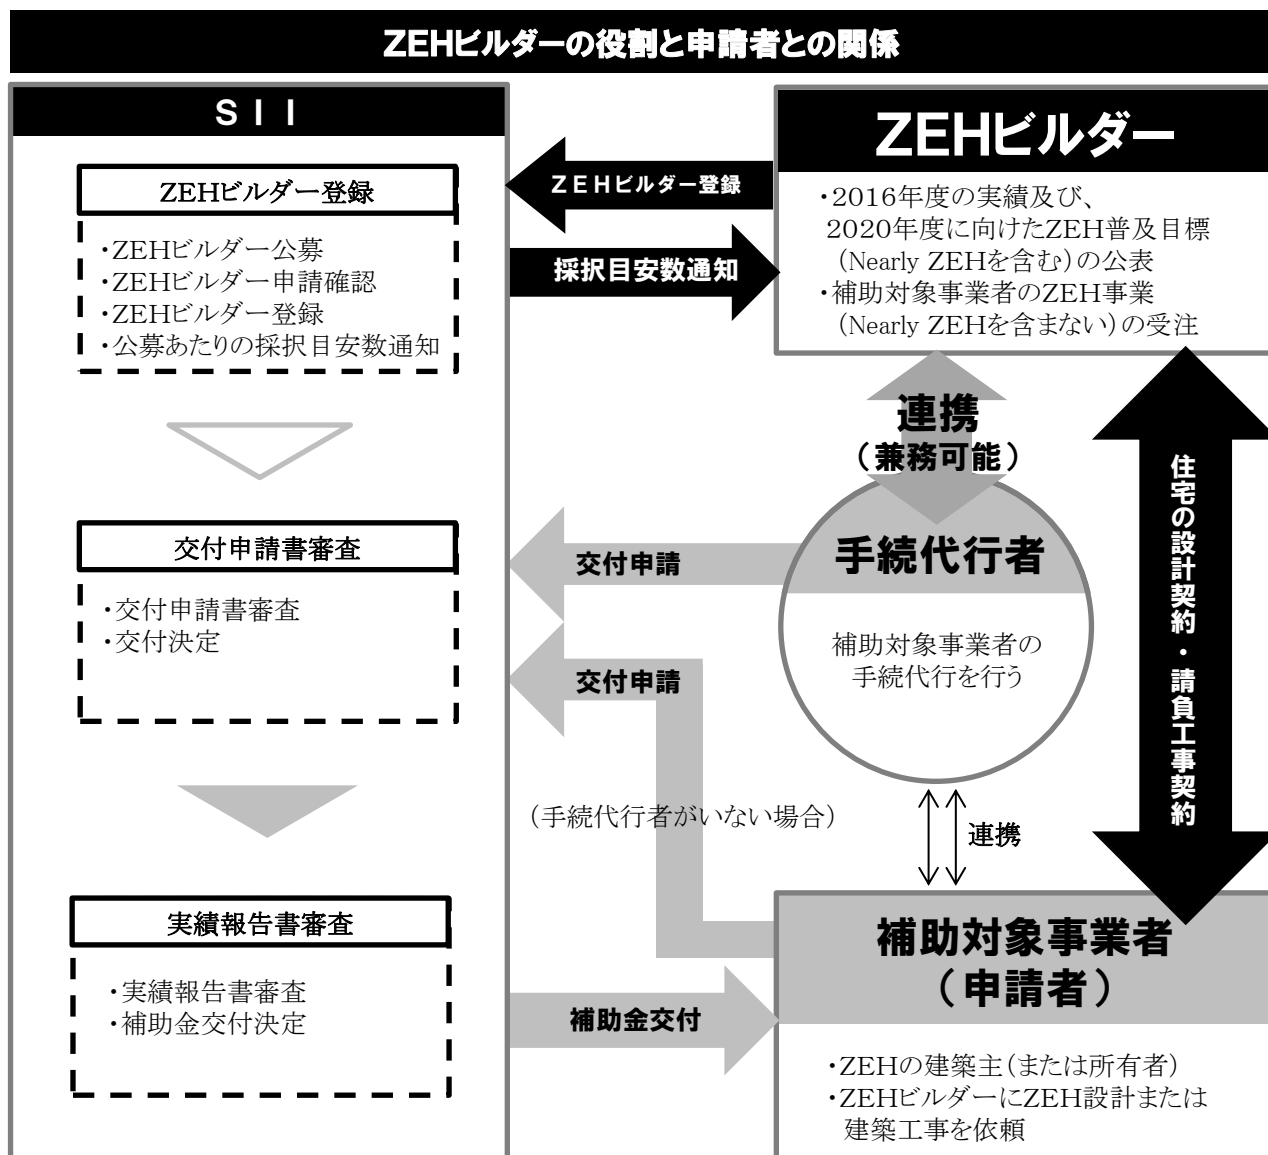 ZEHビルダーの役割と申請者との関係
SII
ZEHビルダー登録
・ZEHビルダー公募
・ZEHビルダー申請確認
・ZEHビルダー登録
・公募あたりの採択目安数通知
ZEHビルダー登録
採択目安数通知
ZEHビルダー
・2016年度の実績及び、
2020年度に向けたZEH普及目標
(Nearly ZEHを含む)の公表
・補助対象事業者のZEH事業
(Nearly ZEHを含まない)の受注
連携
(兼務可能)
住宅の設計契約・請負工事契約
交付申請書審査
・交付申請書審査
・交付決定
交付申請
交付申請
手続代行者
補助対象事業者の
手続代行を行う
(手続代行者がいない場合)
連携
実績報告書審査
・実績報告書審査
・補助金交付決定
補助金交付
補助対象事業者
(申請者)
・ZEHの建築主(または所有者)
・ZEHビルダーにZEH設計または
建築工事を依頼